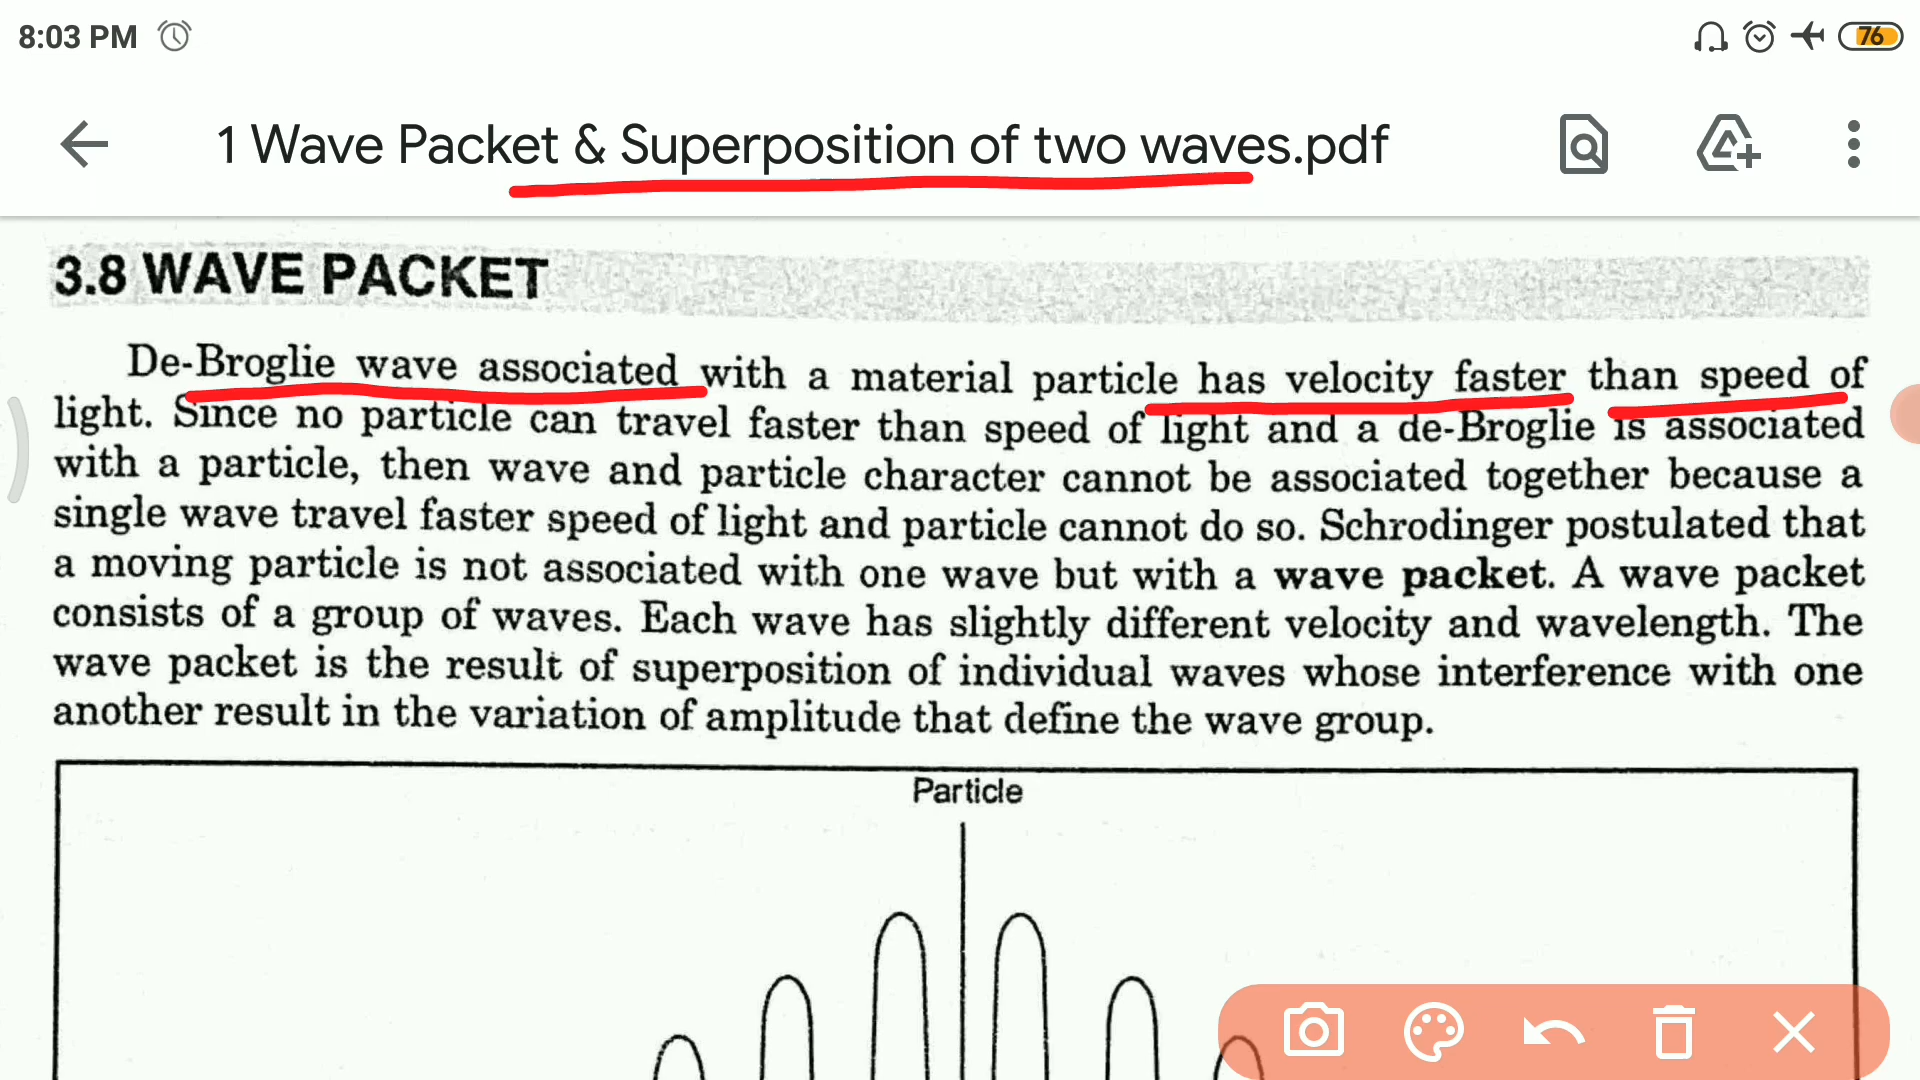 8:03 PM
76
1 Wave Packet & Superposition of two waves.pdf
3.8 WAVE PACKET
De-Broglie wave associated with a material particle has velocity faster than speed of
light. Since no particle can travel faster than speed of light and a de-Broglie is associated
with a particle, then wave and particle character cannot be associated together because a
single wave travel faster speed of light and particle cannot do so. Schrodinger postulated that
a moving particle is not associated with one wave but with a wave packet. A wave packet
consists of a group of waves. Each wave has slightly different velocity and wavelength. The
wave packet is the result of superposition of individual waves whose interference with one
another result in the variation of amplitude that define the wave group.
Particle